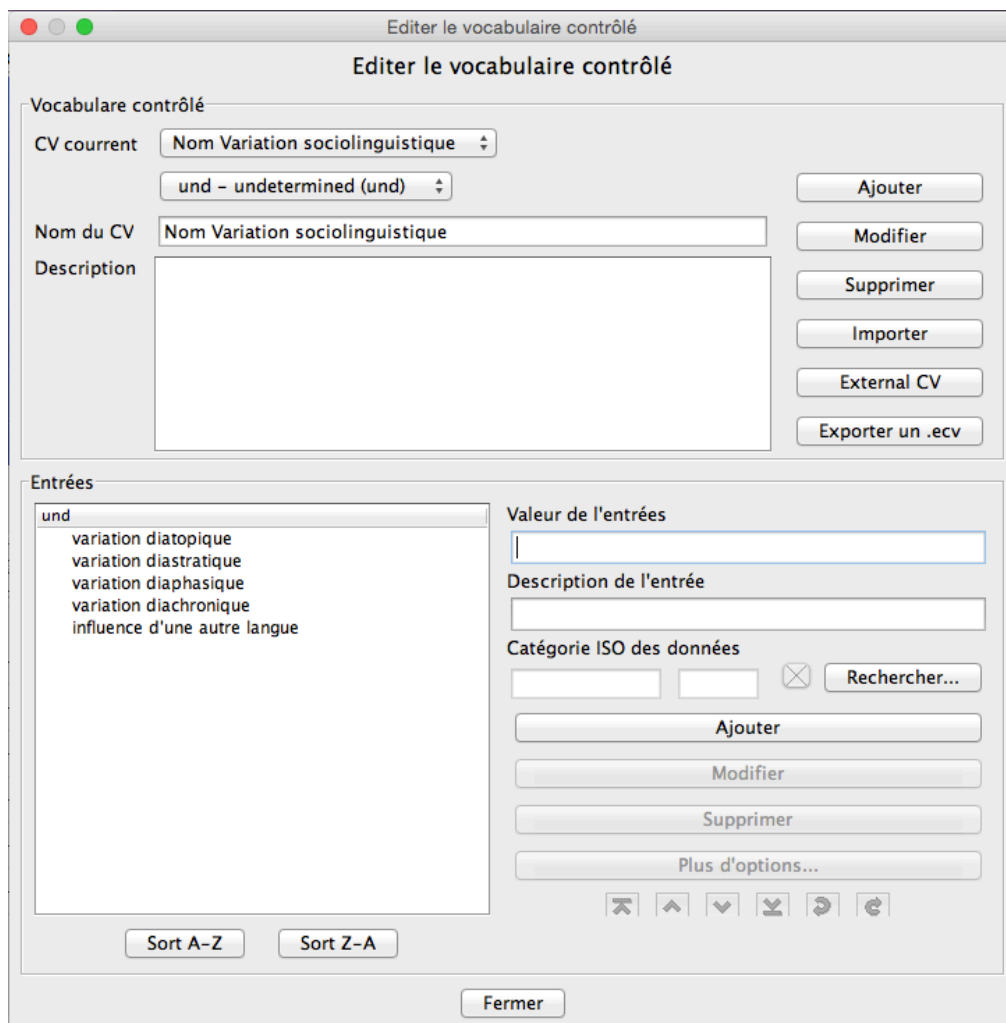 Editer le vocabulaire contrôlé
Editer le vocabulaire contrôlé
Vocabulare contrôlé
CV courrent
Nom Variation sociolinguistique
und – undetermined (und)
Ajouter
Nom du CV
Nom Variation sociolinguistique
Modifier
Description
Supprimer
Importer
External CV
Exporter un .ecv
Entrées
und
variation diatopique
variation diastratique
variation diaphasique
variation diachronique
influence d'une autre langue
Sort A–Z
Sort Z–A
Valeur de l'entrées
Description de l'entrée
Catégorie ISO des données
Rechercher...
Ajouter
Modifier
Supprimer
Plus d'options...
Fermer